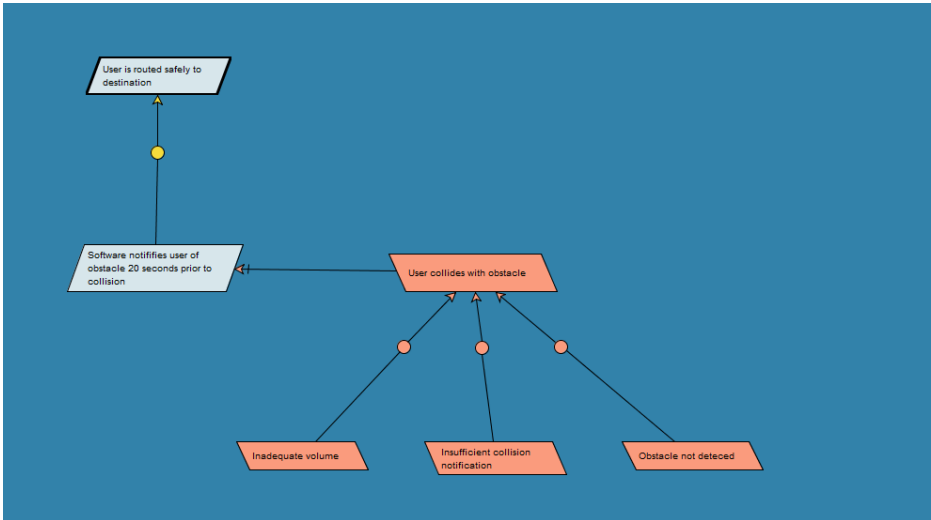 User is routed safely to
destination
Software notififies user of
obstacle 20 seconds prior to
collision
User collides with obstacle
Inadequate volume
Insufficient collision
notification
Obstacle not deteced